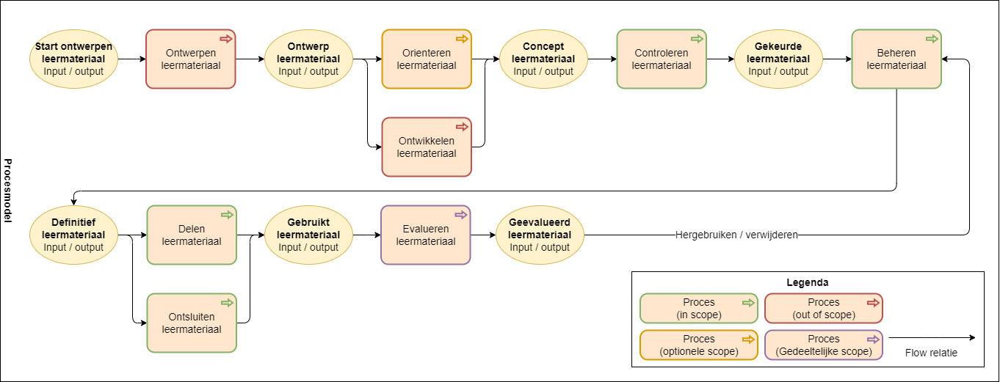 Procesmodel
Start ontwerpen
leermateriaal
Input / output
Ontwerpen
leermateriaal
Ontwerp
leermateriaal
Input / output
Orienteren
leermateriaal
Ontwikkelen
leermateriaal
Concept
leermateriaal
Input / output
Controleren
leermateriaal
Gekeurde
leermateriaal
Input / output
Beheren
leermateriaal
Definitief
leermateriaal
Input / output
Delen
leermateriaal
Ontsluiten
leermateriaal
Gebruikt
leermateriaal
Input / output
Evalueren
leermateriaal
Geevalueerd
leermateriaal
Input / output
Hergebruiken / verwijderen
Legenda
Proces
(in scope)
Proces
(out of scope)
Proces
(optionele scope)
Proces
(Gedeeltelijke scope)
Flow relatie